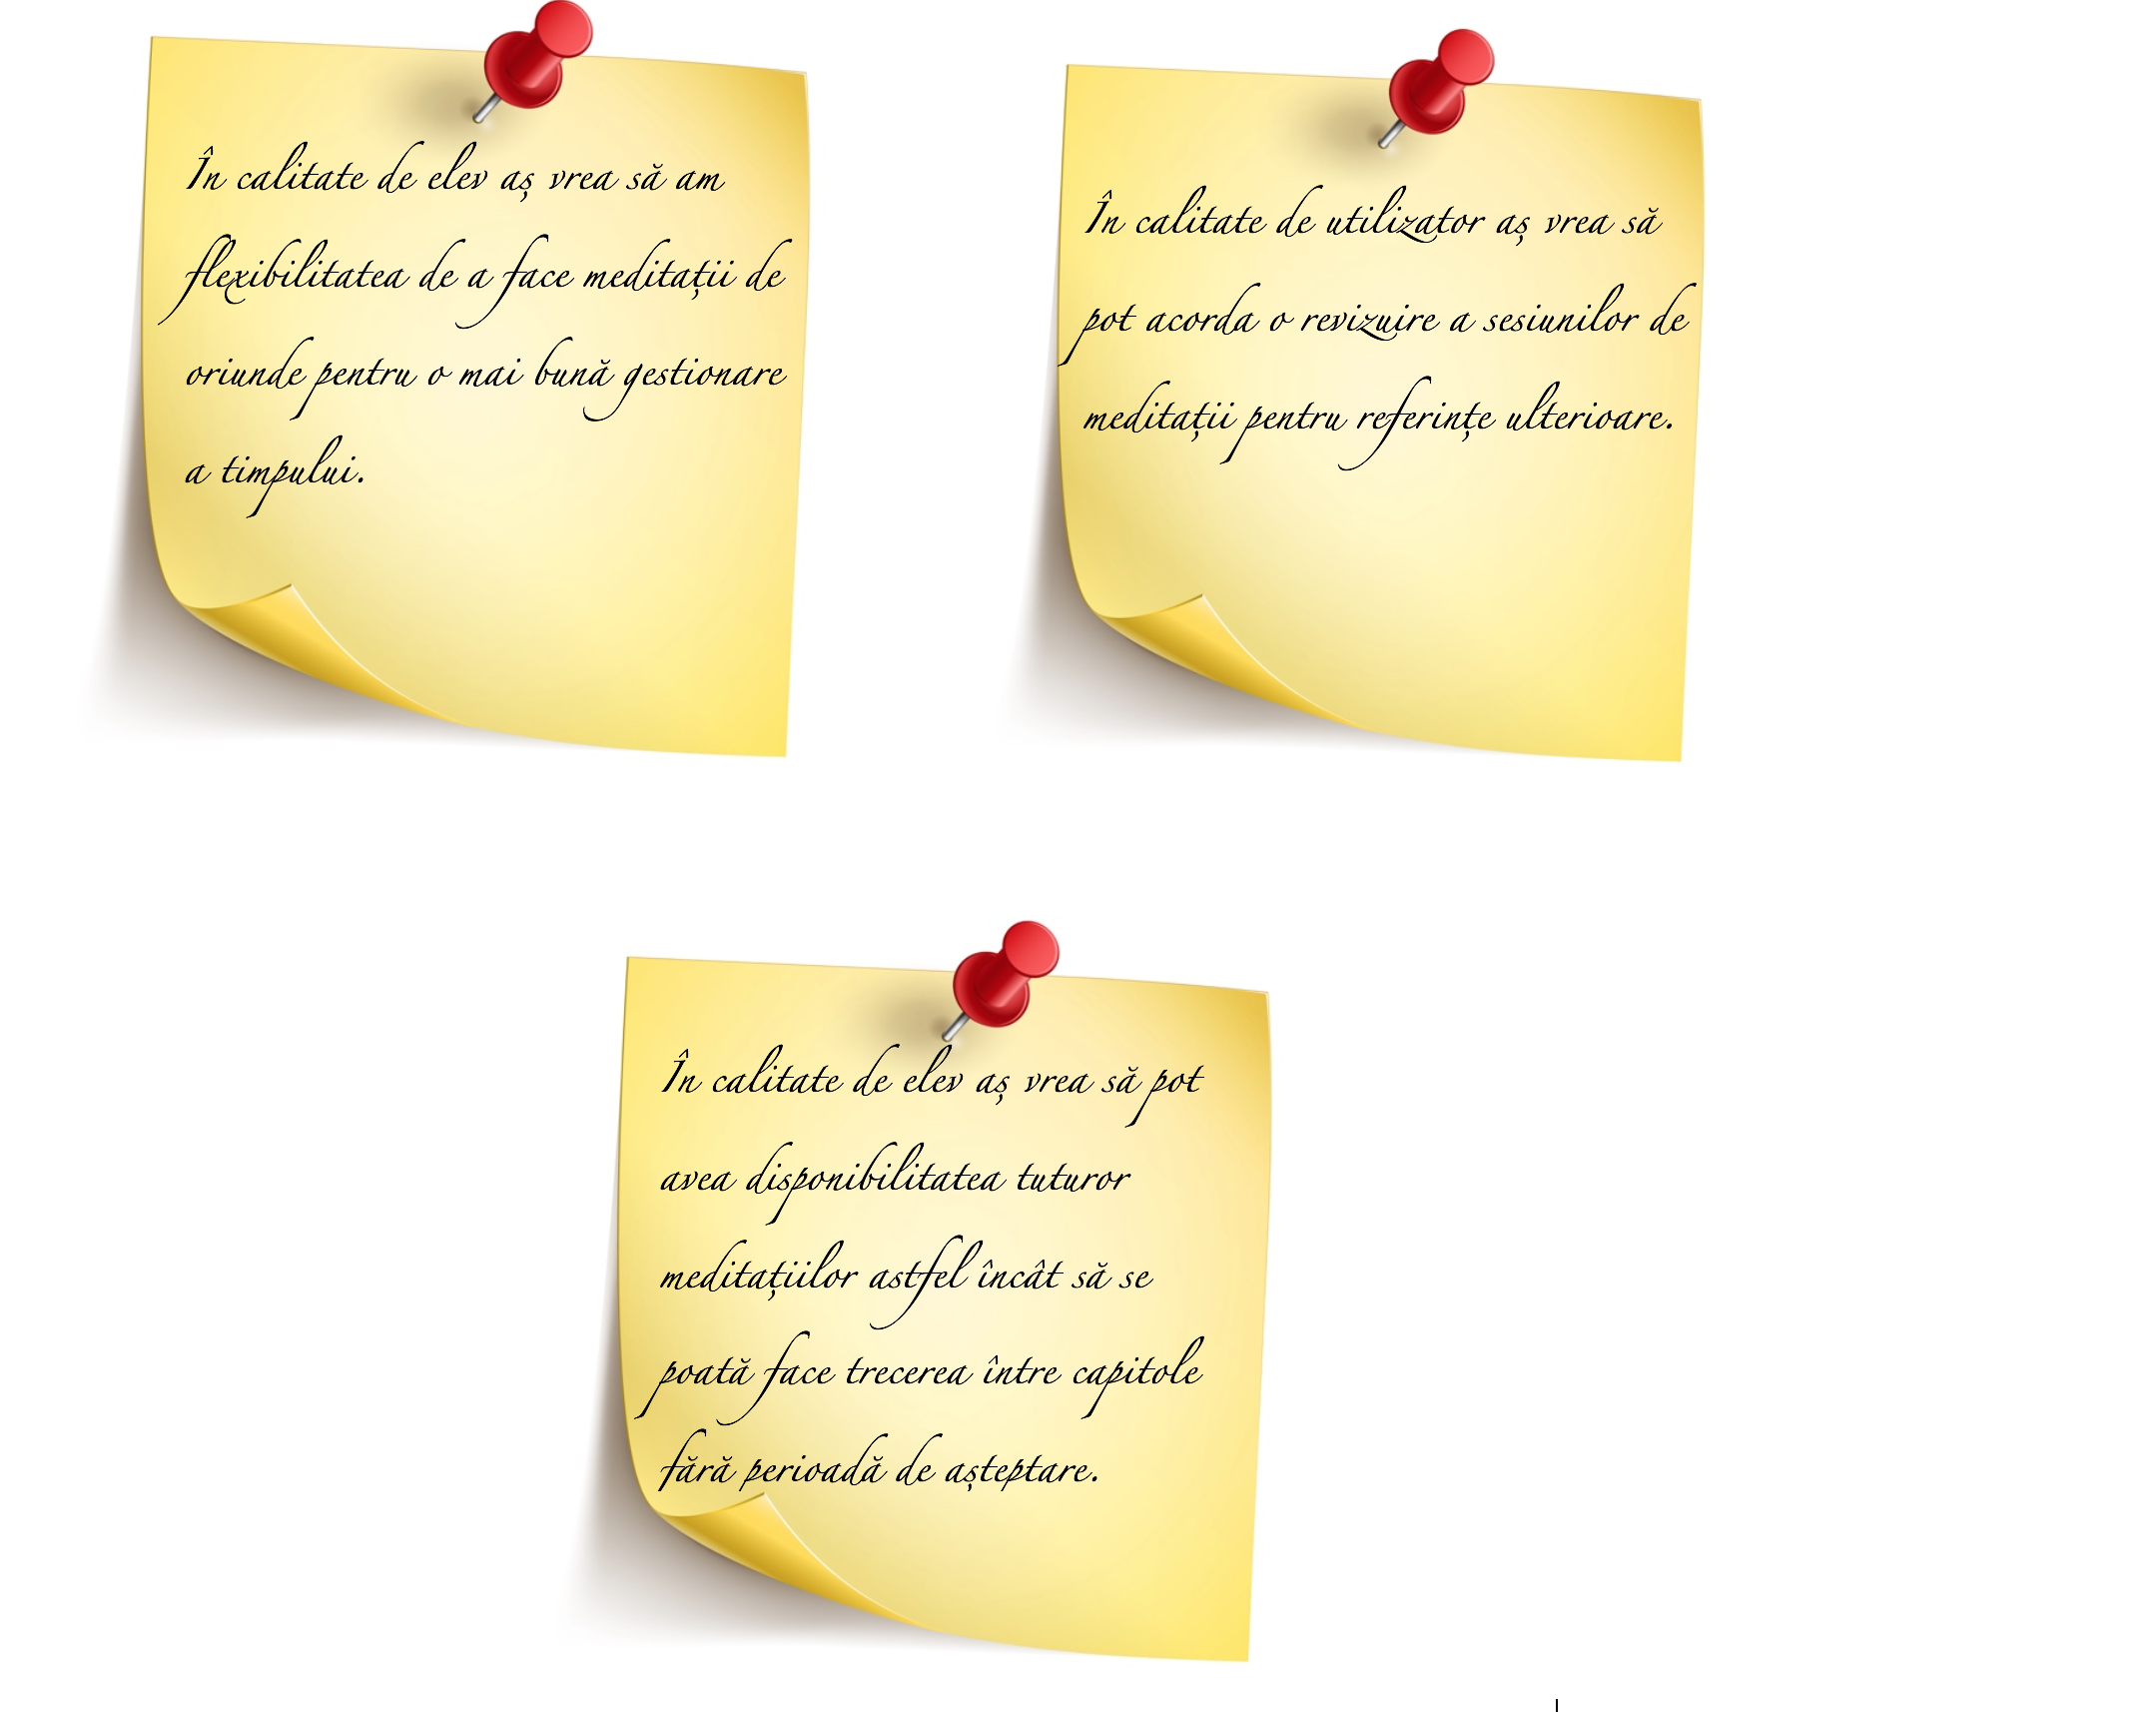 În calitate de elev aș vrea să am
flexibilitatea de a face meditații de
oriunde pentru o mai bună gestionare
a timpului.
În calitate de utilizator aș vrea să
pot acorda o revizuire a sesiunilor de
meditații pentru referințe ulterioare.
În calitate de elev aș vrea să pot
avea disponibilitatea tuturor
meditațiilor astfel încât să se
poată face trecerea între capitole
fără perioadă de așteptare.